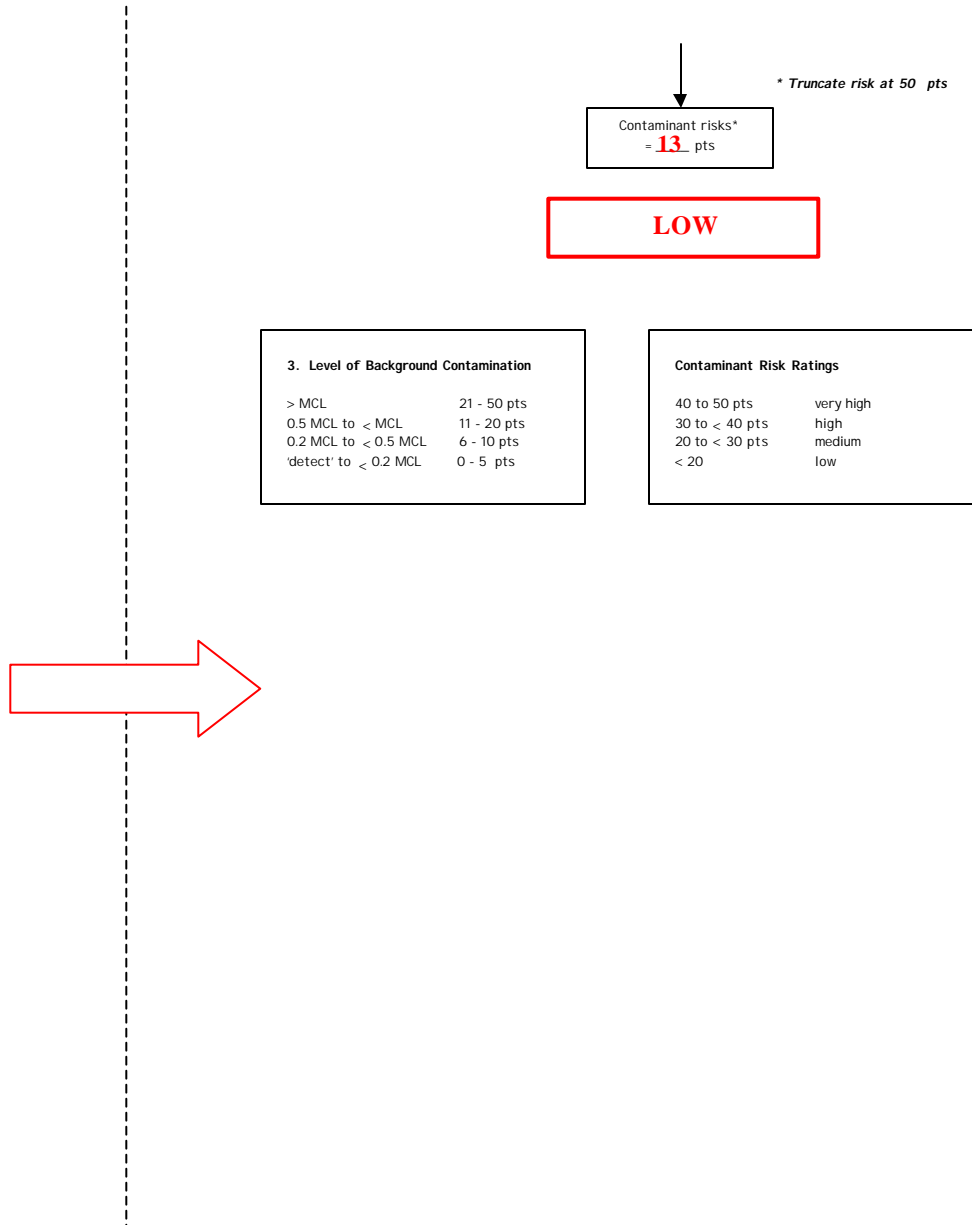 * Truncate risk at 50 pts
Contaminant risks*
= 13 pts
LOW
3. Level of Background Contamination
> MCL 21 - 50 pts
0.5 MCL to < MCL 11 - 20 pts
0.2 MCL to < 0.5 MCL 6 - 10 pts
'detect' to < 0.2 MCL 0 - 5 pts
Contaminant Risk Ratings
40 to 50 pts very high
30 to < 40 pts high
20 to < 30 pts medium
< 20 low